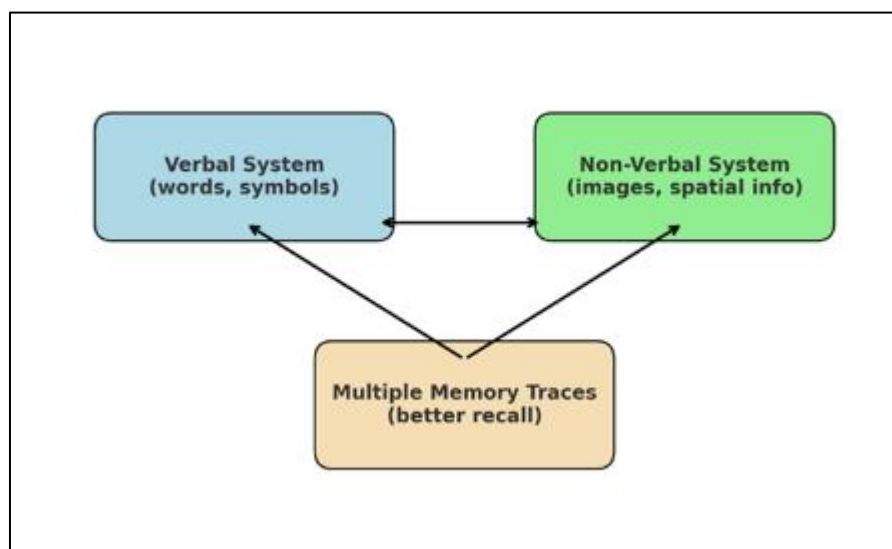 Verbal System
(words, symbols)
Non-Verbal System
(images, spatial info)
Multiple Memory Traces
(better recall)